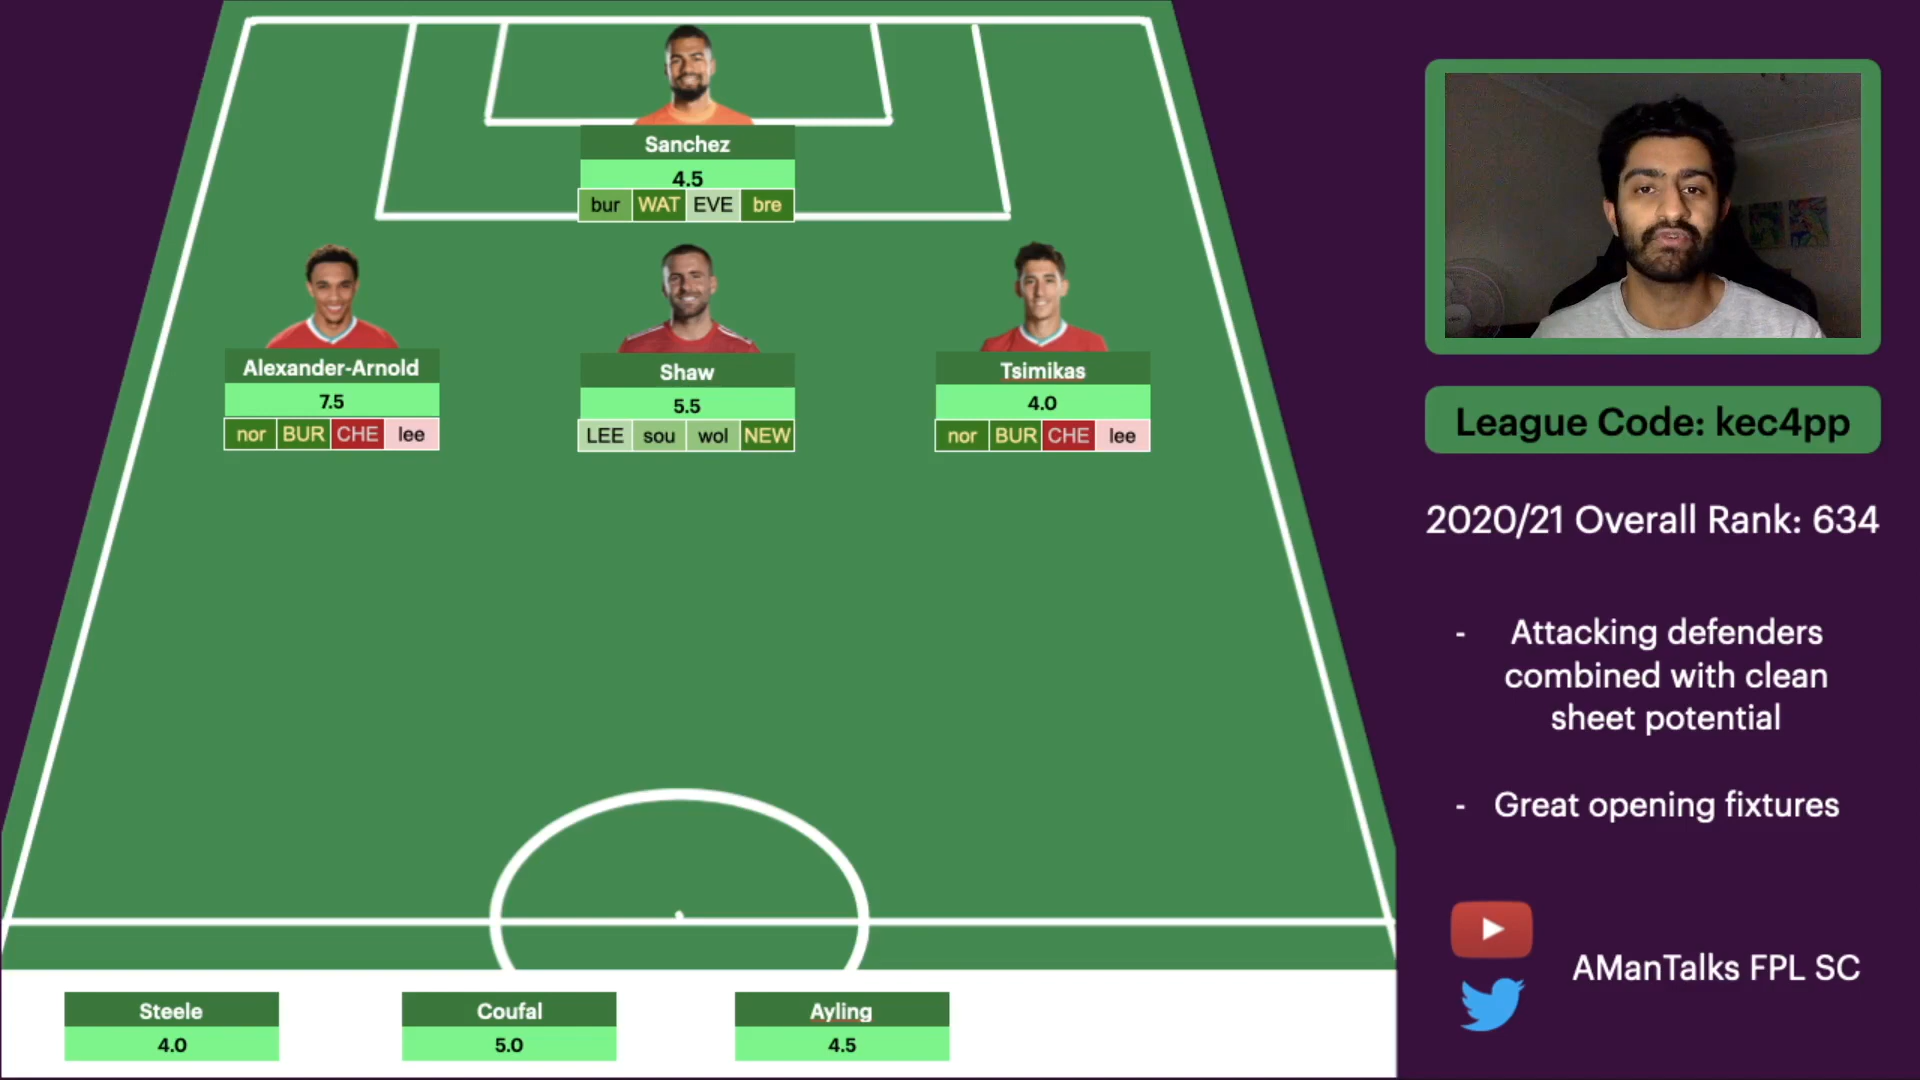 Sanchez
4.5
bur WAT EVE bre
Alexander-Arnold
7.5
nor BUR CHE lee
Shaw
5.5
LEE sou wol NEW
Tsimikas
4.0
nor BUR CHE lee
Steele
4.0
Coufal
5.0
Ayling
4.5
League Code: kec4pp
2020/21 Overall Rank: 634
- Attacking defenders
combined with clean
sheet potential
- Great opening fixtures
AManTalks FPL SC